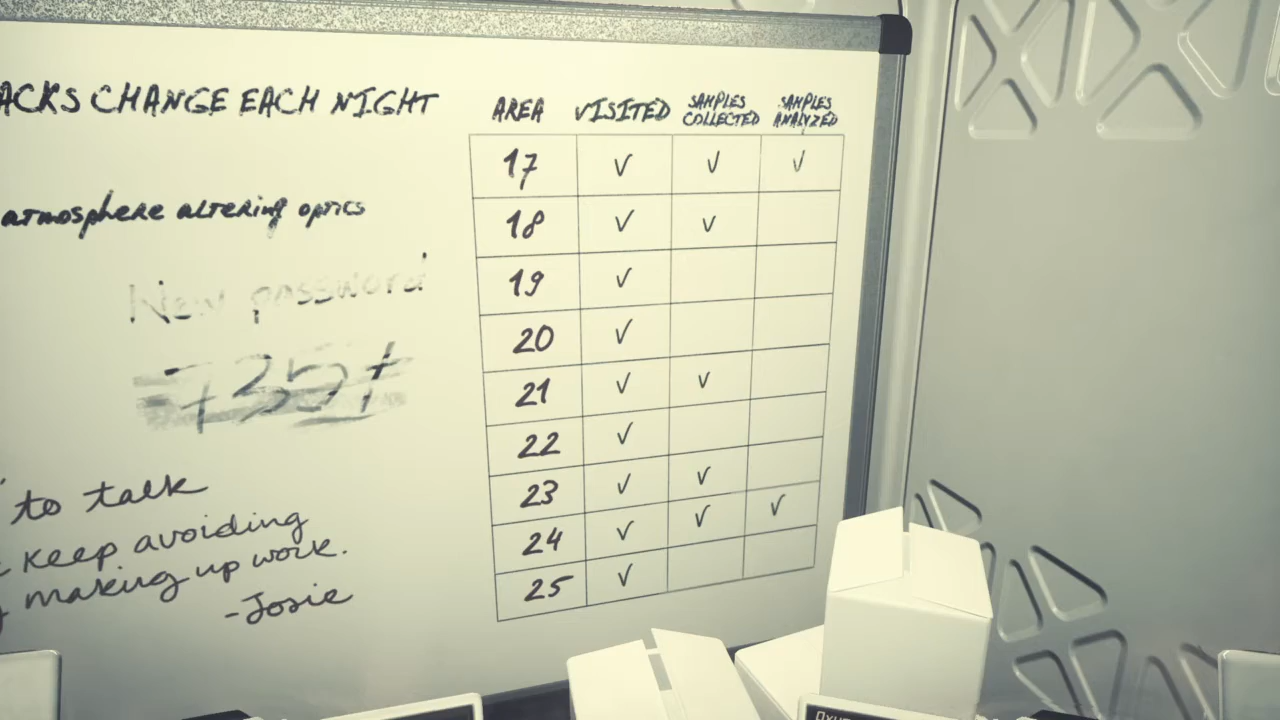 ACKS CHANGE EACH NIGHT
atmosphere altering optics
New password
735
to talk
keep avoiding
making up work.
-Josie
AREA VISITED SAMPLES COLLECTED SAMPLES ANALYZED
17 √ √ √
18 √ √
19 √
20 √
21 √ √
22 √
23 √ √
24 √ √ √
25 √